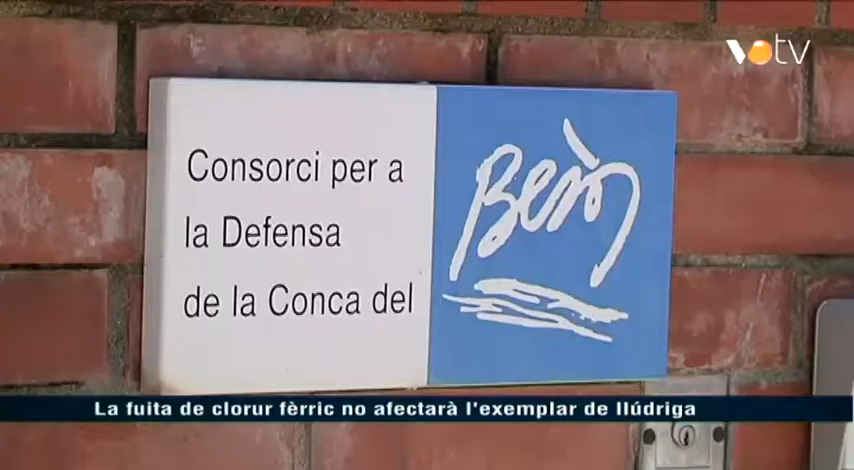 votv
Consorci per a
la Defensa
de la Conca del
Besòs
La fuita de clorur fèrric no afectarà l'exemplar de llúdriga